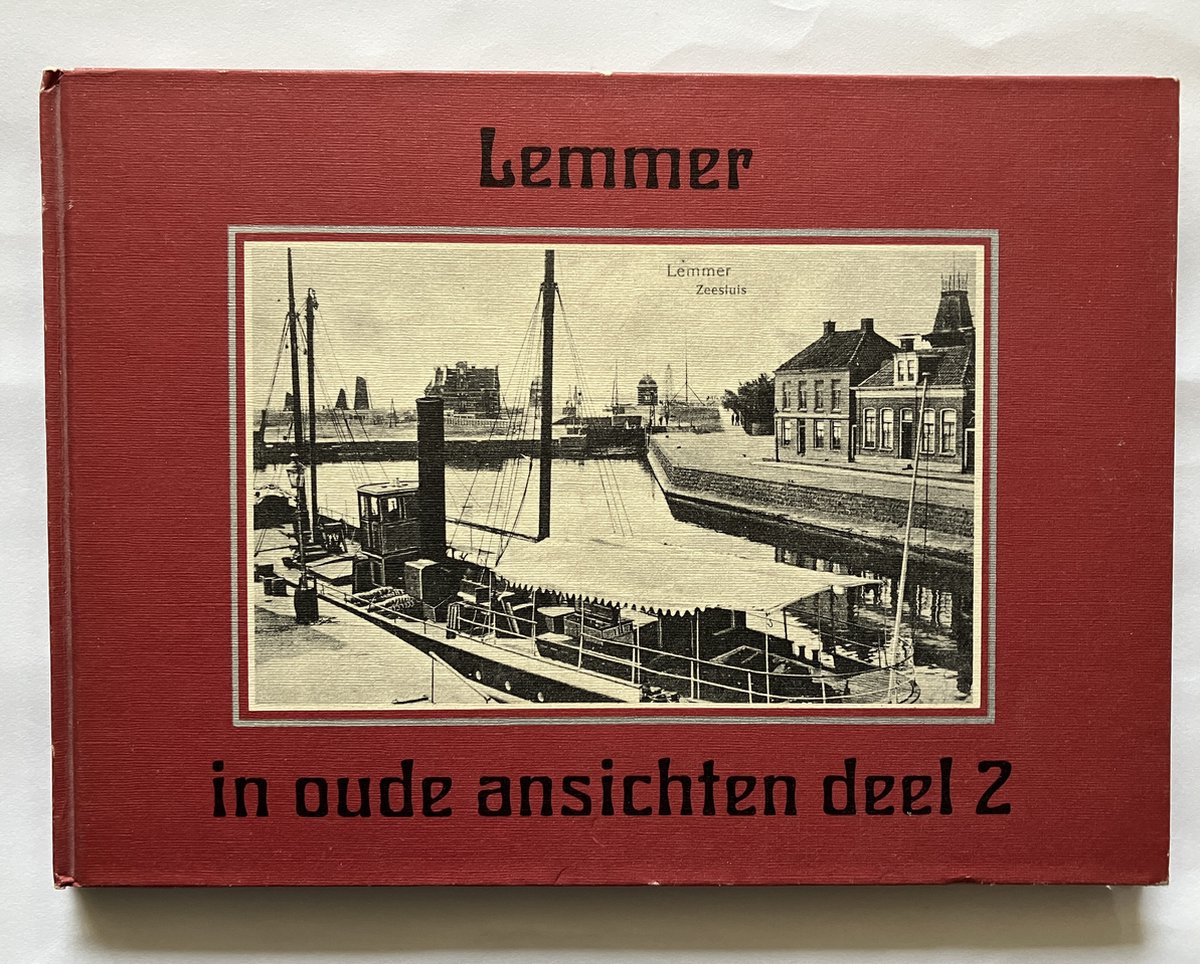 Lemmer
Lemmer
Zeesluis
in oude ansichten deel 2